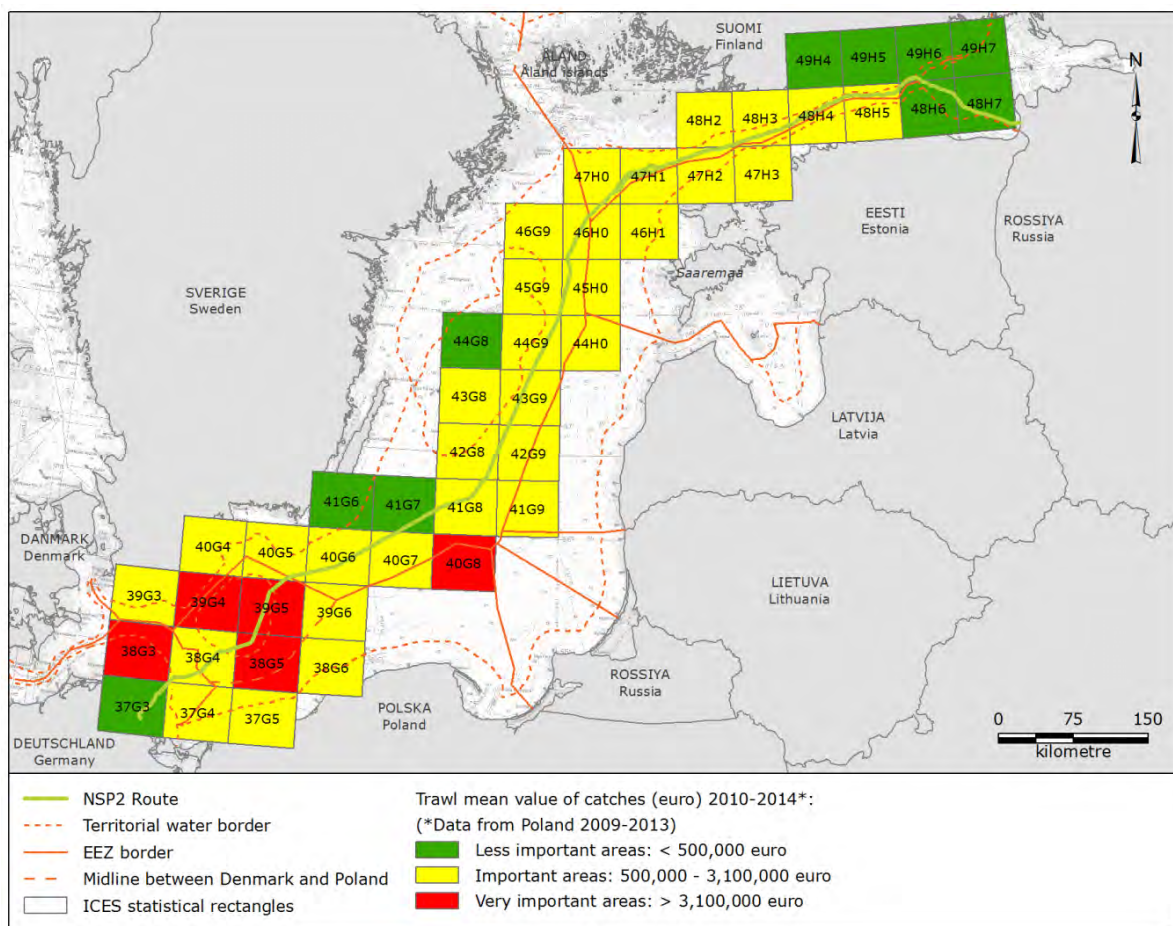 SUOMI
Finland
ÅLAND
Åland islands
49H4
49H5
49H6
49H7
N
48H2
48H3
48H4
48H5
48H6
48H7
47H0
47H1
47H2
47H3
EESTI
Estonia
ROSSIYA
Russia
46G9
46H0
46H1
Saaremaa
SVERIGE
Sweden
45G9
45H0
44G8
44G9
44H0
43G8
43G9
LATVIJA
Latvia
42G8
42G9
41G6
41G7
41G8
41G9
DANMARK
Denmark
40G4
40G5
40G6
40G7
40G8
LIETUVA
Lithuania
39G3
39G4
39G5
39G6
38G3
38G4
38G5
38G6
ROSSIYA
Russia
37G3
37G4
37G5
POLSKA
Poland
DEUTSCHLAND
Germany
0 75 150
kilometre
NSP2 Route
Territorial water border
EEZ border
Midline between Denmark and Poland
ICES statistical rectangles
Trawl mean value of catches (euro) 2010-2014*:
(*Data from Poland 2009-2013)
Less important areas: < 500,000 euro
Important areas: 500,000 - 3,100,000 euro
Very important areas: > 3,100,000 euro